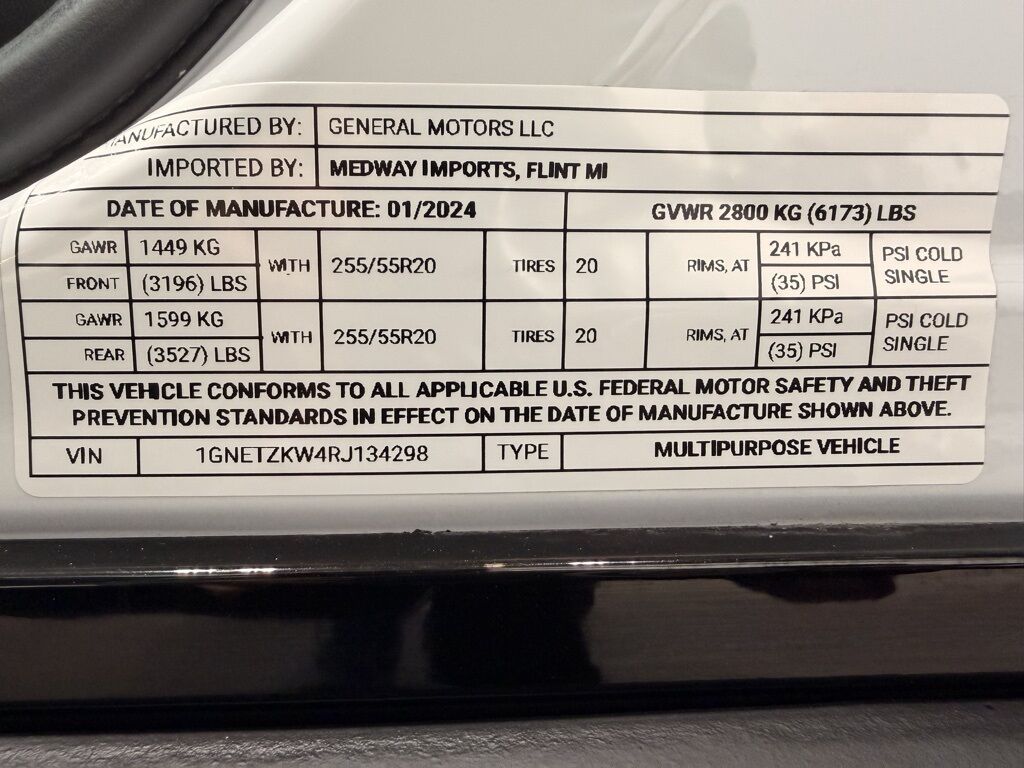 MANUFACTURED BY: GENERAL MOTORS LLC
IMPORTED BY: MEDWAY IMPORTS, FLINT MI
DATE OF MANUFACTURE: 01/2024 GVWR 2800 KG (6173) LBS
GAWR FRONT 1449 KG (3196) LBS WITH 255/55R20 TIRES 20 RIMS, AT 241 KPa (35) PSI PSI COLD SINGLE
GAWR REAR 1599 KG (3527) LBS WITH 255/55R20 TIRES 20 RIMS, AT 241 KPa (35) PSI PSI COLD SINGLE
THIS VEHICLE CONFORMS TO ALL APPLICABLE U.S. FEDERAL MOTOR SAFETY AND THEFT
PREVENTION STANDARDS IN EFFECT ON THE DATE OF MANUFACTURE SHOWN ABOVE.
VIN 1GNETZKW4RJ134298 TYPE MULTIPURPOSE VEHICLE